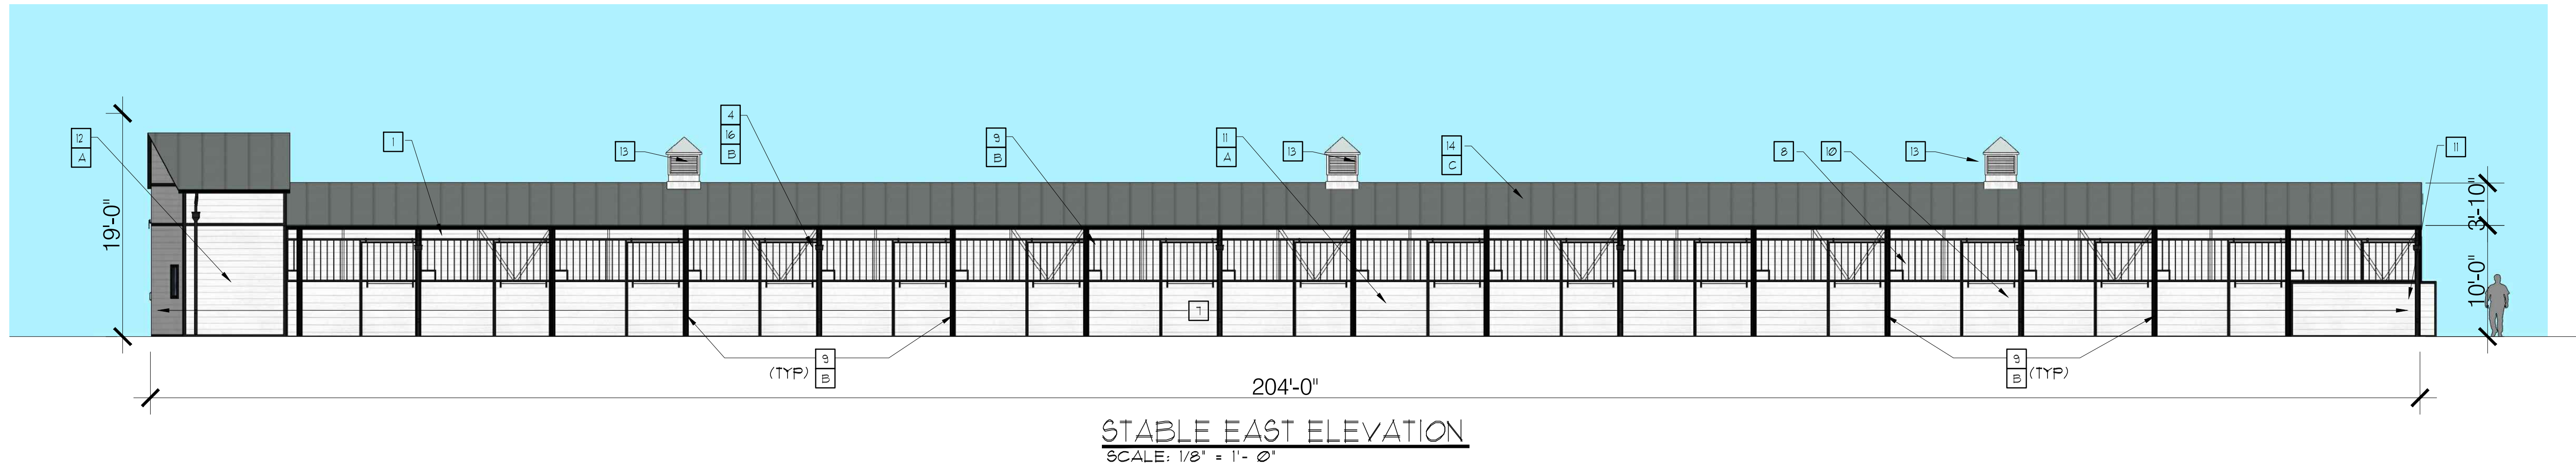 4
16
B
12
A
1
13
9
B
11
A
13
14
C
8
10
13
11
19'-0"
3'-10"
10'-0"
7
(TYP)
9
B
9
B
(TYP)
204'-0"
STABLE EAST ELEVATION
SCALE: 1/8" = 1'- 0"